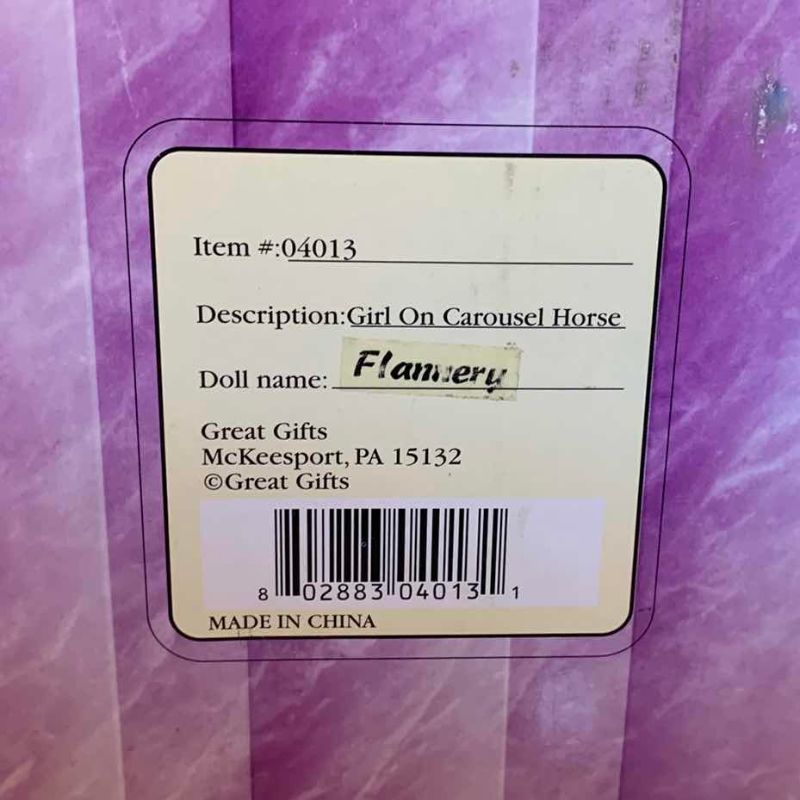 Item #:04013
Description:Girl On Carousel Horse
Doll name: Flannery
Great Gifts
McKeesport, PA 15132
©Great Gifts
8 02883 04013 1
MADE IN CHINA